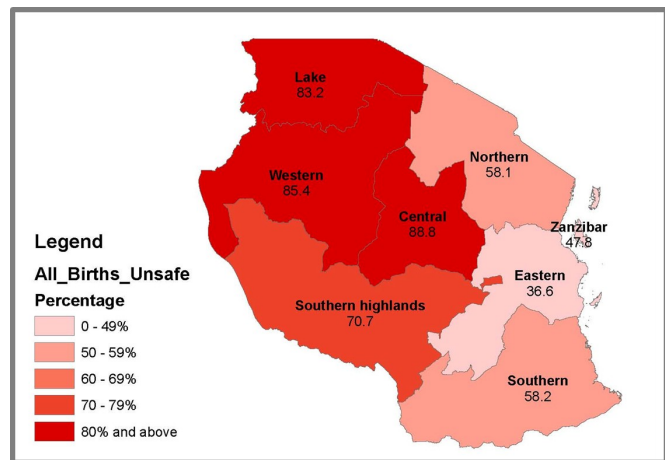 Lake
83.2
Northern
58.1
Western
85.4
Central
88.8
Zanzibar
47.8
Eastern
36.6
Southern highlands
70.7
Southern
58.2
Legend
All_Births_Unsafe
Percentage
0 - 49%
50 - 59%
60 - 69%
70 - 79%
80% and above